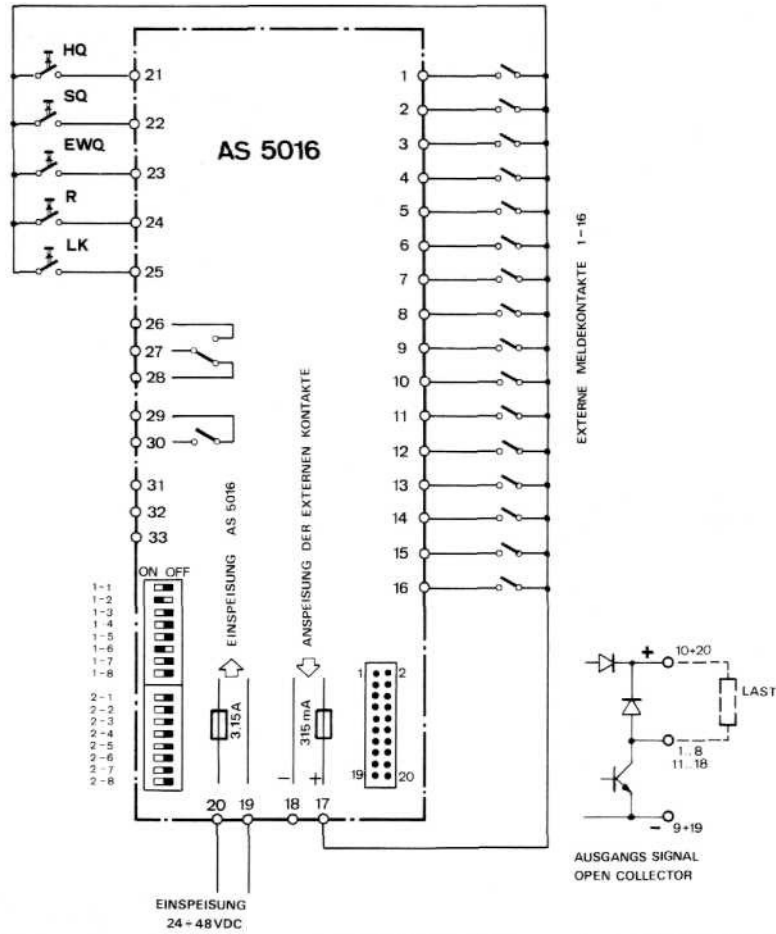 HQ
21
SQ
22
EWQ
23
R
24
LK
25
AS 5016
1
2
3
4
5
6
7
8
9
10
11
12
13
14
15
16
EXTERNE MELDEKONTAKTE 1-16
26
27
28
29
30
31
32
33
EINSPEISUNG AS 5016
ANSPEISUNG DER EXTERNEN KONTAKTE
ON OFF
1-1
1-2
1-3
1-4
1-5
1-6
1-7
1-8
2-1
2-2
2-3
2-4
2-5
2-6
2-7
2-8
3.15A
315mA
- +
1 2
19 20
20 19 18 17
EINSPEISUNG
24÷48VDC
+ 10+20
LAST
1..8
11..18
- 9+19
AUSGANGS SIGNAL
OPEN COLLECTOR